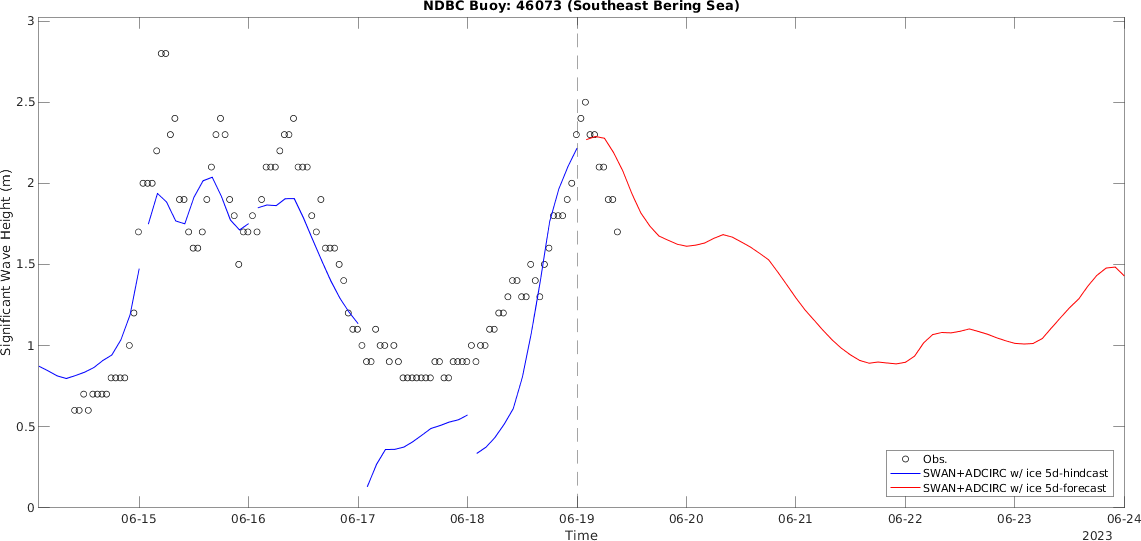 NDBC Buoy: 46073 (Southeast Bering Sea)
3
2.5
2
1.5
1
0.5
0
Significant Wave Height (m)
Obs.
SWAN+ADCIRC w/ ice 5d-hindcast
SWAN+ADCIRC w/ ice 5d-forecast
06-15 06-16 06-17 06-18 06-19 06-20 06-21 06-22 06-23 06-24
Time
2023